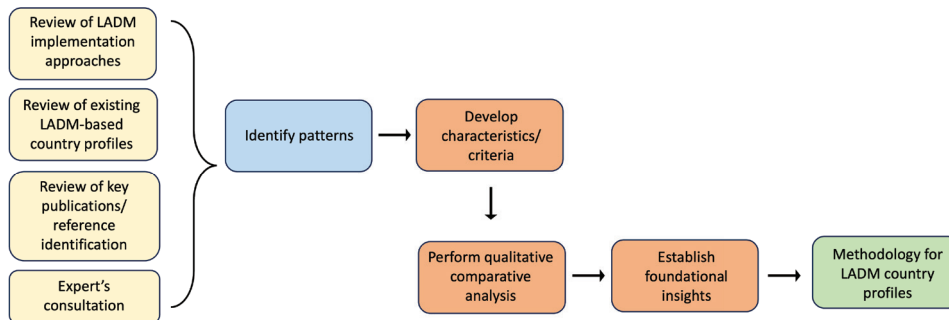 Review of LADM
implementation
approaches
Review of existing
LADM-based
country profiles
Review of key
publications/
reference
identification
Expert's
consultation
Identify patterns
Develop
characteristics/
criteria
Perform qualitative
comparative
analysis
Establish
foundational
insights
Methodology for
LADM country
profiles